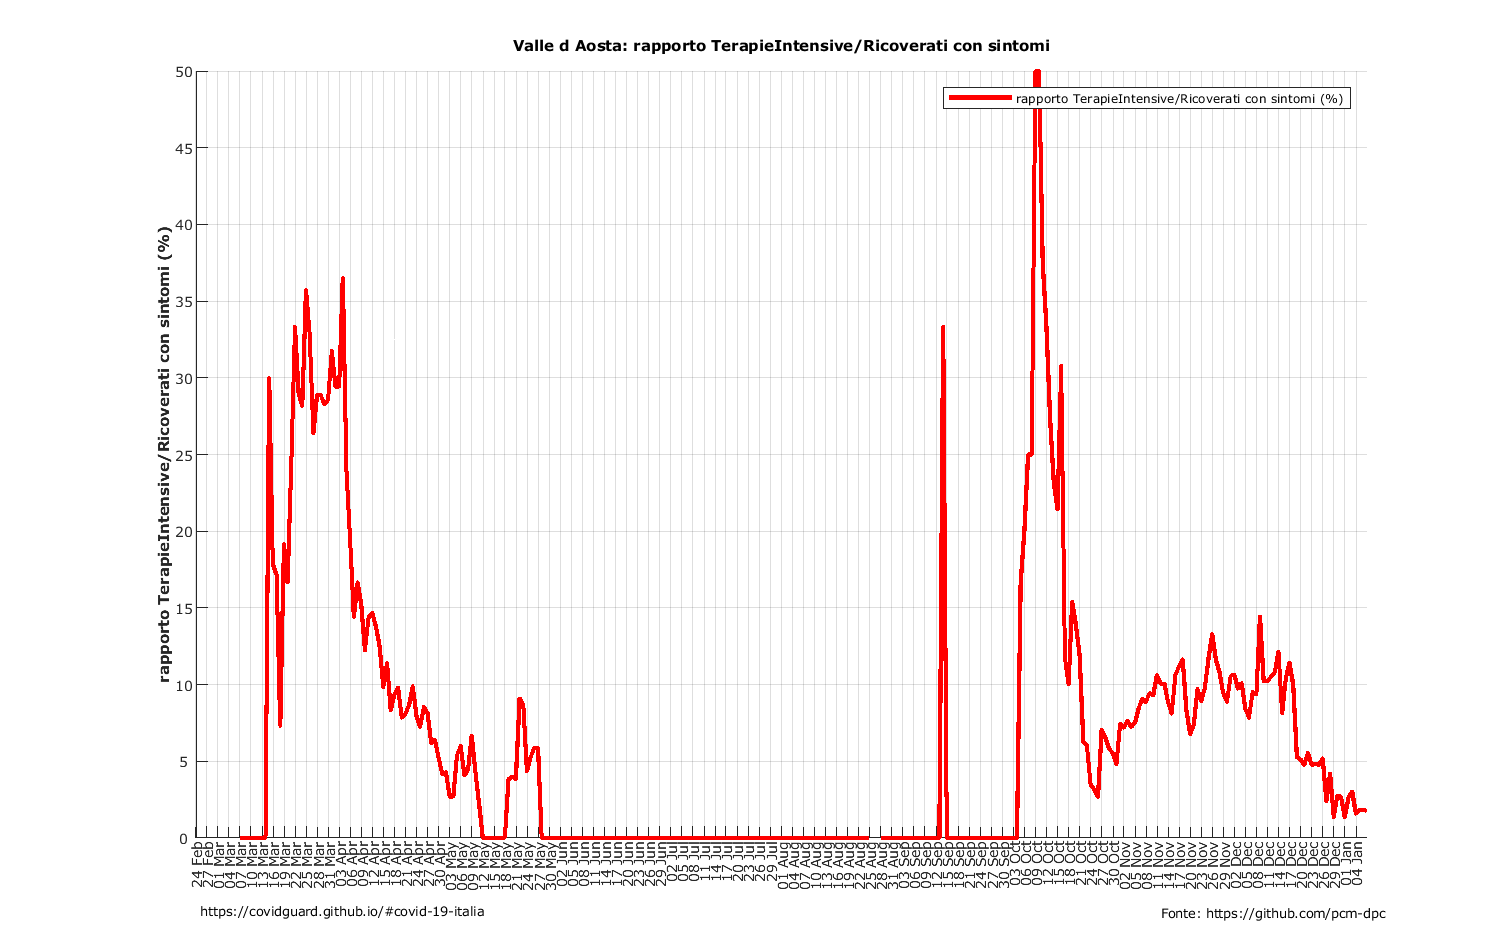 Valle d Aosta: rapporto TerapieIntensive/Ricoverati con sintomi
rapporto TerapieIntensive/Ricoverati con sintomi (%)
rapporto TerapieIntensive/Ricoverati con sintomi (%)
50
45
40
35
30
25
20
15
10
5
0
24 Feb
27 Feb
01 Mar
04 Mar
07 Mar
10 Mar
13 Mar
16 Mar
19 Mar
22 Mar
25 Mar
28 Mar
31 Mar
03 Apr
06 Apr
09 Apr
12 Apr
15 Apr
18 Apr
21 Apr
24 Apr
27 Apr
30 Apr
03 May
06 May
09 May
12 May
15 May
18 May
21 May
24 May
27 May
30 May
02 Jun
05 Jun
08 Jun
11 Jun
14 Jun
17 Jun
20 Jun
23 Jun
26 Jun
29 Jun
02 Jul
05 Jul
08 Jul
11 Jul
14 Jul
17 Jul
20 Jul
23 Jul
26 Jul
29 Jul
01 Aug
04 Aug
07 Aug
10 Aug
13 Aug
16 Aug
19 Aug
22 Aug
25 Aug
28 Aug
31 Aug
03 Sep
06 Sep
09 Sep
12 Sep
15 Sep
18 Sep
21 Sep
24 Sep
27 Sep
30 Sep
03 Oct
06 Oct
09 Oct
12 Oct
15 Oct
18 Oct
21 Oct
24 Oct
27 Oct
30 Oct
02 Nov
05 Nov
08 Nov
11 Nov
14 Nov
17 Nov
20 Nov
23 Nov
26 Nov
29 Nov
02 Dec
05 Dec
08 Dec
11 Dec
14 Dec
17 Dec
20 Dec
23 Dec
26 Dec
29 Dec
01 Jan
04 Jan
https://covidguard.github.io/#covid-19-italia
Fonte: https://github.com/pcm-dpc